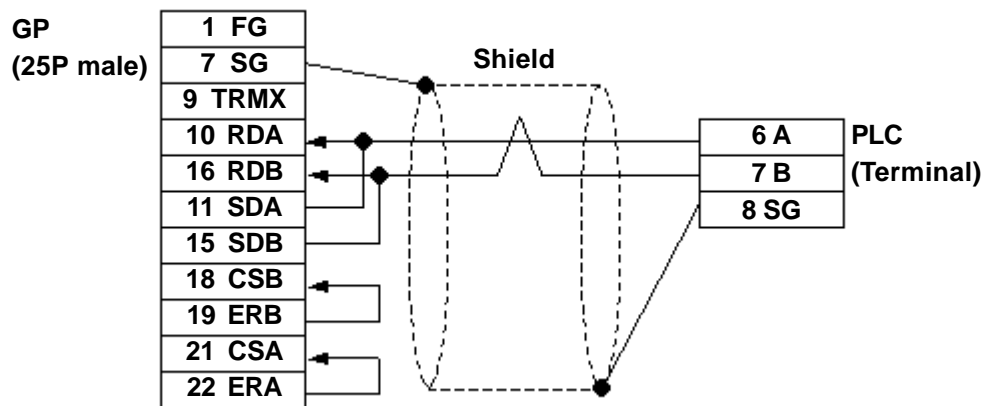 GP
(25P male)
1 FG
7 SG
9 TRMX
10 RDA
16 RDB
11 SDA
15 SDB
18 CSB
19 ERB
21 CSA
22 ERA
Shield
6 A
7 B
8 SG
PLC
(Terminal)